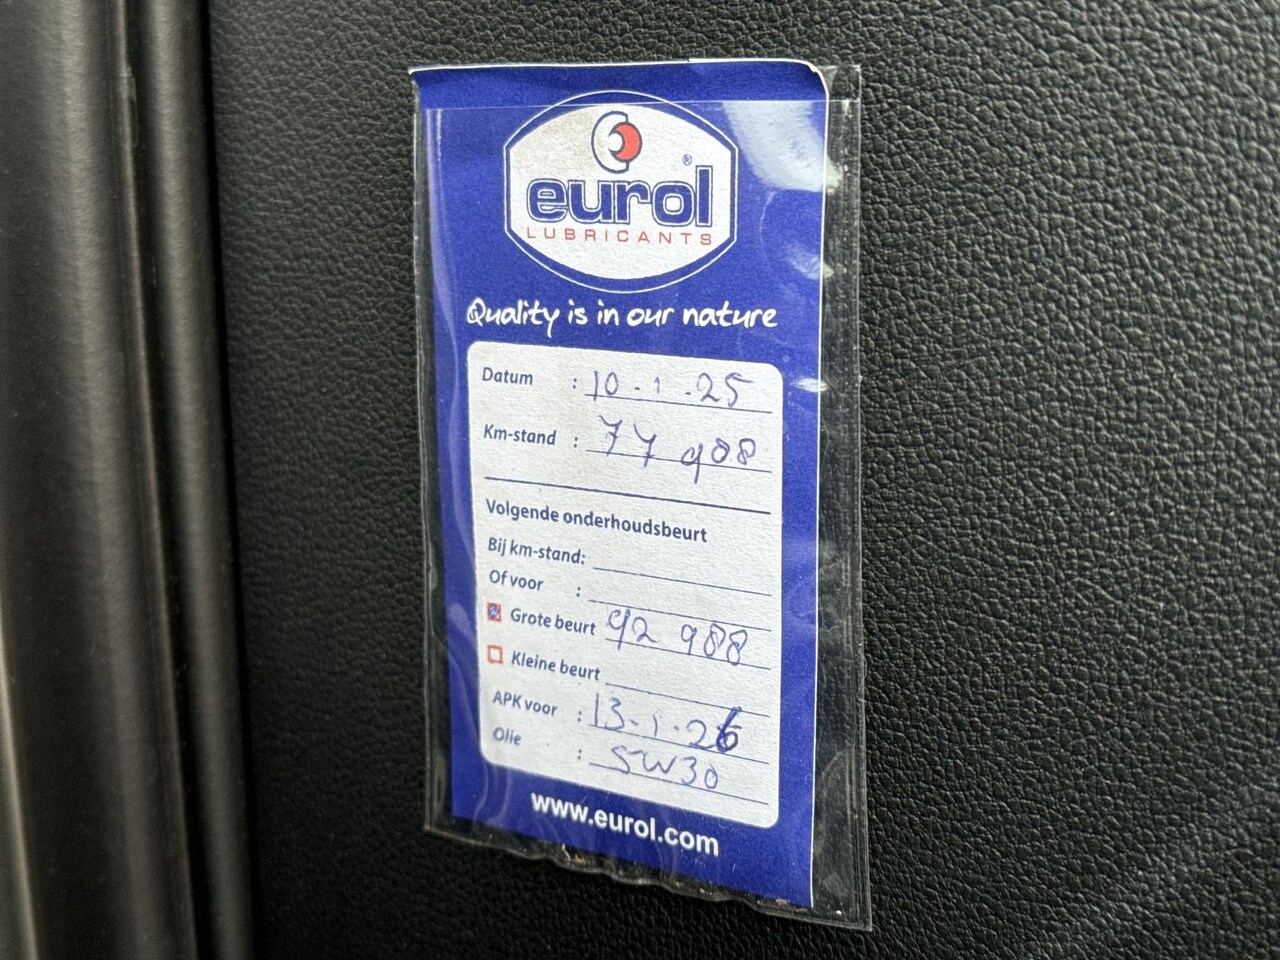 eurol®
LUBRICANTS
Quality is in our nature
Datum : 10-1-25
Km-stand : 77 988
Volgende onderhoudsbeurt
Bij km-stand:
Of voor :
Grote beurt 92 988
Kleine beurt
APK voor : 13-1-26
Olie : 5W30
www.eurol.com